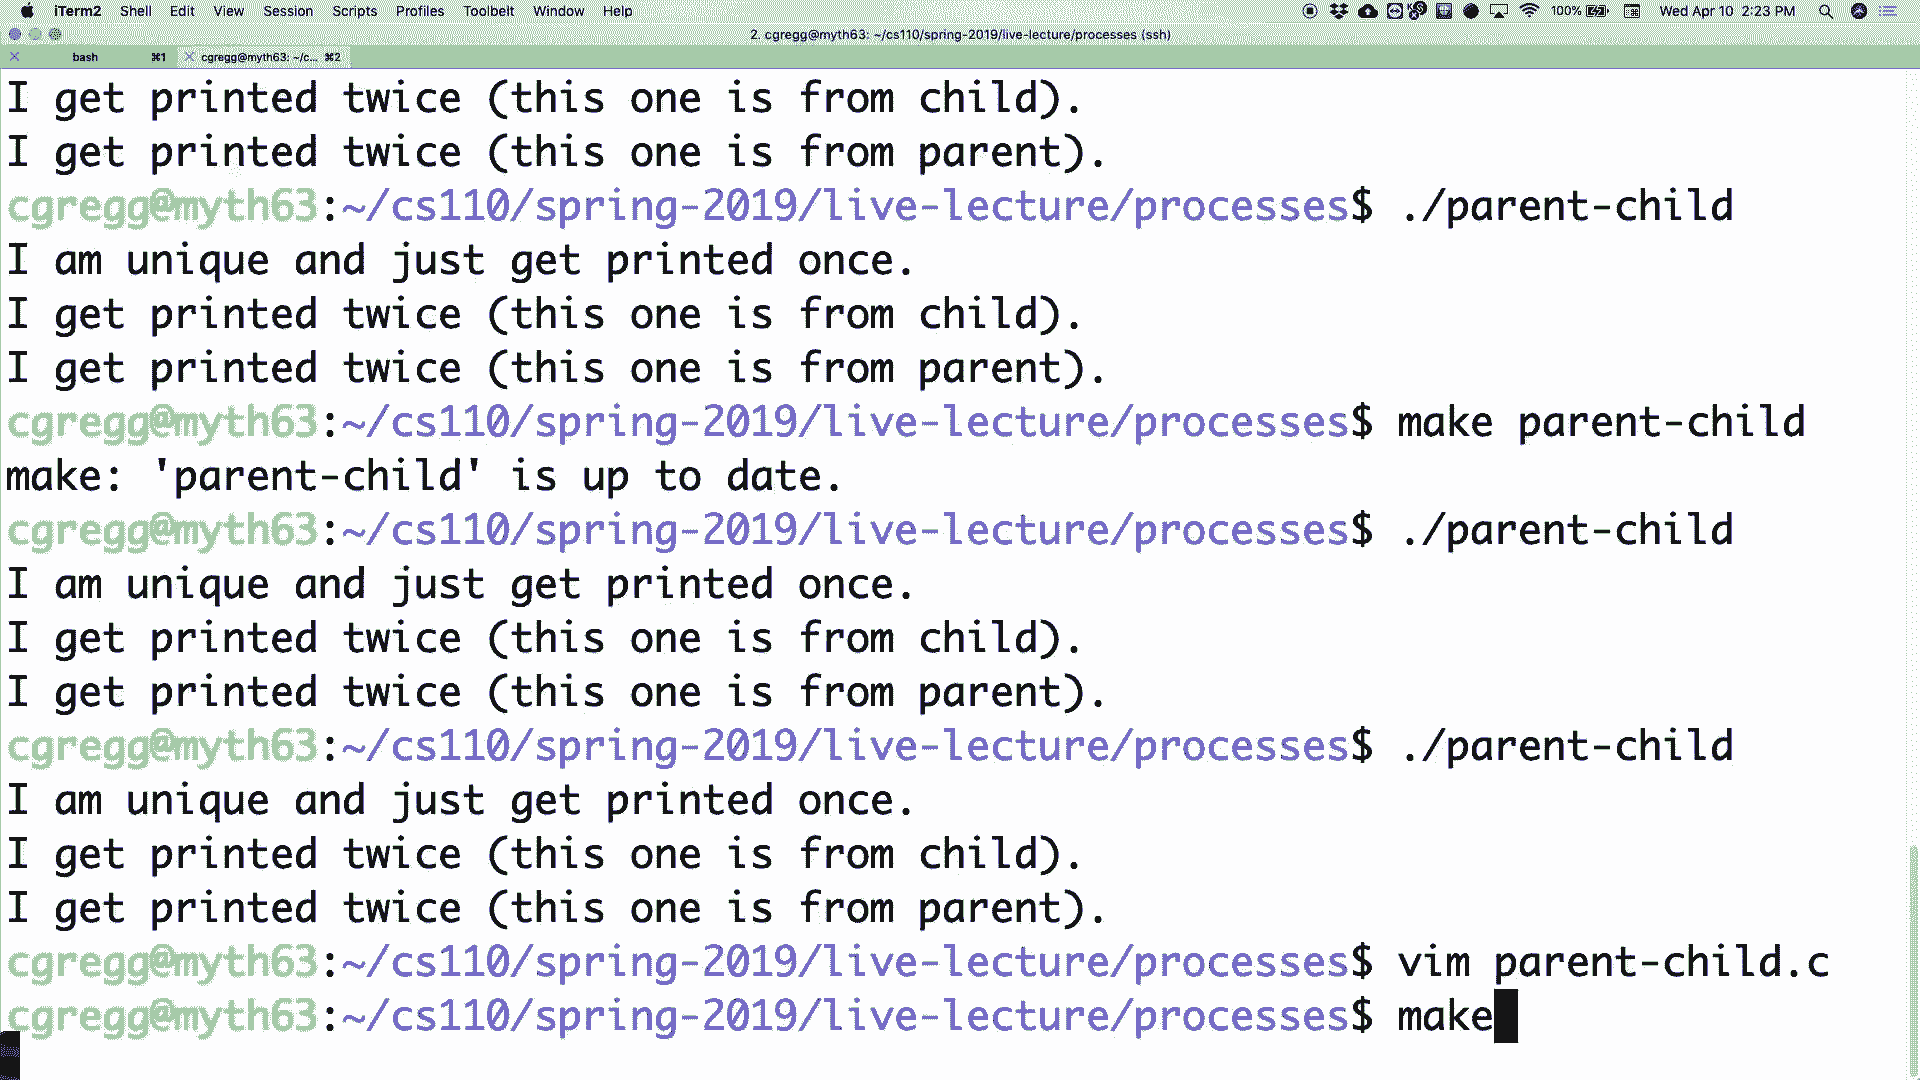 iTerm2 Shell Edit View Session Scripts Profiles Toolbelt Window Help 100% Wed Apr 10 2:23 PM
2. cgregg@myth63: ~/cs110/spring-2019/live-lecture/processes (ssh)
bash ⌘1 cgregg@myth63: ~/c... ⌘2
I get printed twice (this one is from child).
I get printed twice (this one is from parent).
cgregg@myth63:~/cs110/spring-2019/live-lecture/processes$ ./parent-child
I am unique and just get printed once.
I get printed twice (this one is from child).
I get printed twice (this one is from parent).
cgregg@myth63:~/cs110/spring-2019/live-lecture/processes$ make parent-child
make: 'parent-child' is up to date.
cgregg@myth63:~/cs110/spring-2019/live-lecture/processes$ ./parent-child
I am unique and just get printed once.
I get printed twice (this one is from child).
I get printed twice (this one is from parent).
cgregg@myth63:~/cs110/spring-2019/live-lecture/processes$ ./parent-child
I am unique and just get printed once.
I get printed twice (this one is from child).
I get printed twice (this one is from parent).
cgregg@myth63:~/cs110/spring-2019/live-lecture/processes$ vim parent-child.c
cgregg@myth63:~/cs110/spring-2019/live-lecture/processes$ make